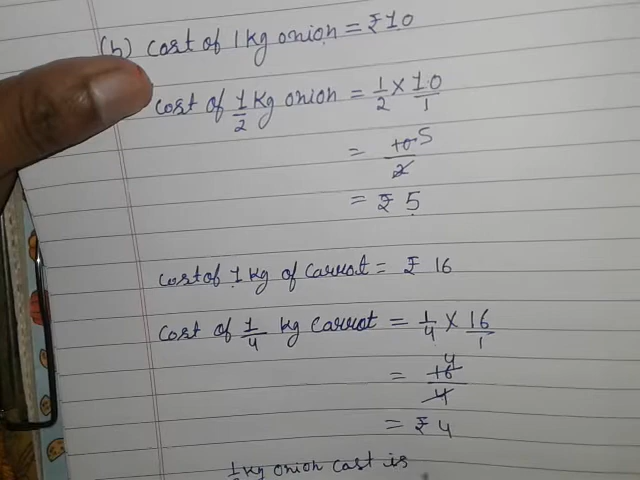 (h) cost of 1 kg onion = ₹10
cost of 1/2 kg onion = 1/2 × 10/1
= 10 5/2
= ₹ 5
cost of 1 kg of carrot = ₹ 16
cost of 1/4 kg carrot = 1/4 × 16/1
= 16 4/4
= ₹ 4
1/2 kg onion cost is